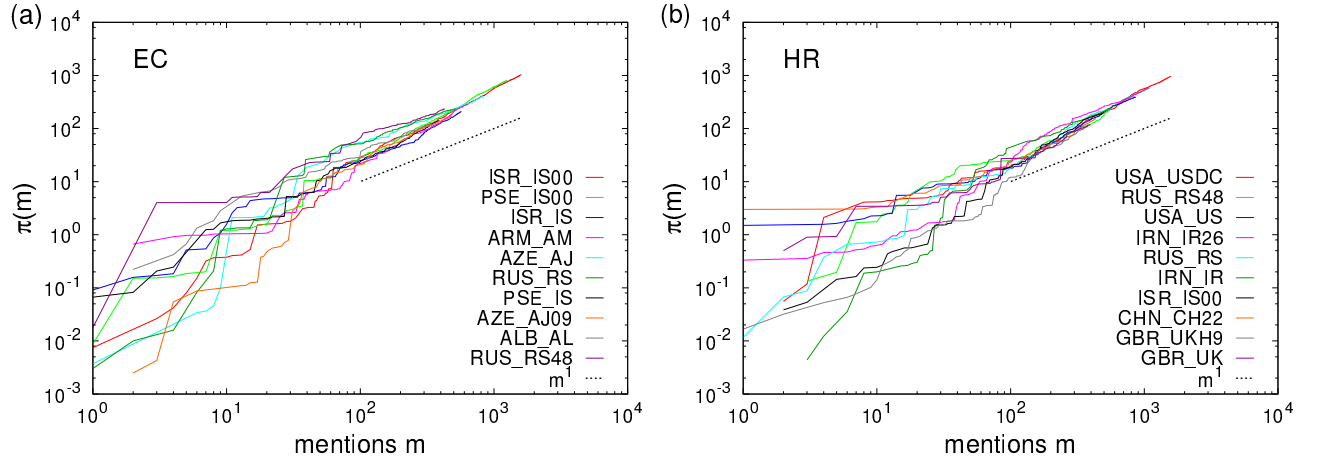 (a)
EC
π(m)
10^4
10^3
10^2
10^1
10^0
10^-1
10^-2
10^-3
ISR_IS00
PSE_IS00
ISR_IS
ARM_AM
AZE_AJ
RUS_RS
PSE_IS
AZE_AJ09
ALB_AL
RUS_RS48
m^1
10^0 10^1 10^2 10^3 10^4
mentions m
(b)
HR
π(m)
10^4
10^3
10^2
10^1
10^0
10^-1
10^-2
10^-3
USA_USDC
RUS_RS48
USA_US
IRN_IR26
RUS_RS
IRN_IR
ISR_IS00
CHN_CH22
GBR_UKH9
GBR_UK
m^1
10^0 10^1 10^2 10^3 10^4
mentions m